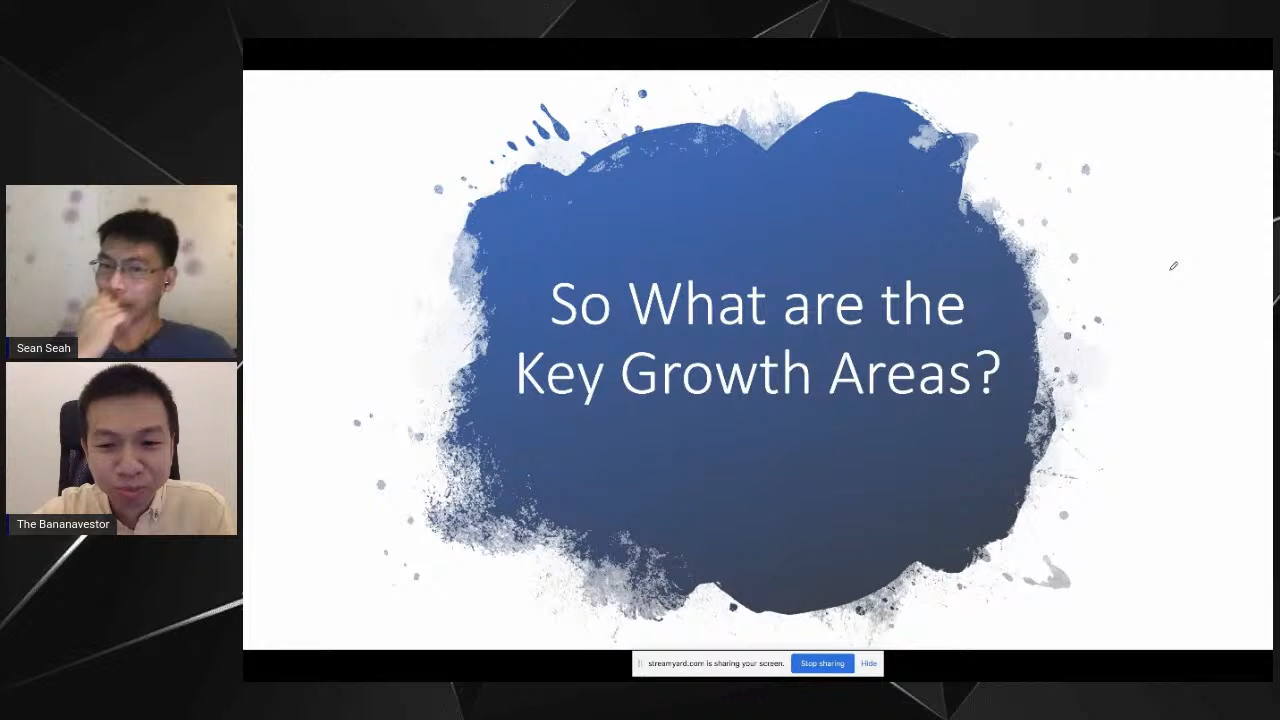 Sean Seah
The Bananavestor
So What are the
Key Growth Areas?
streamyard.com is sharing your screen.
Stop sharing
Hide